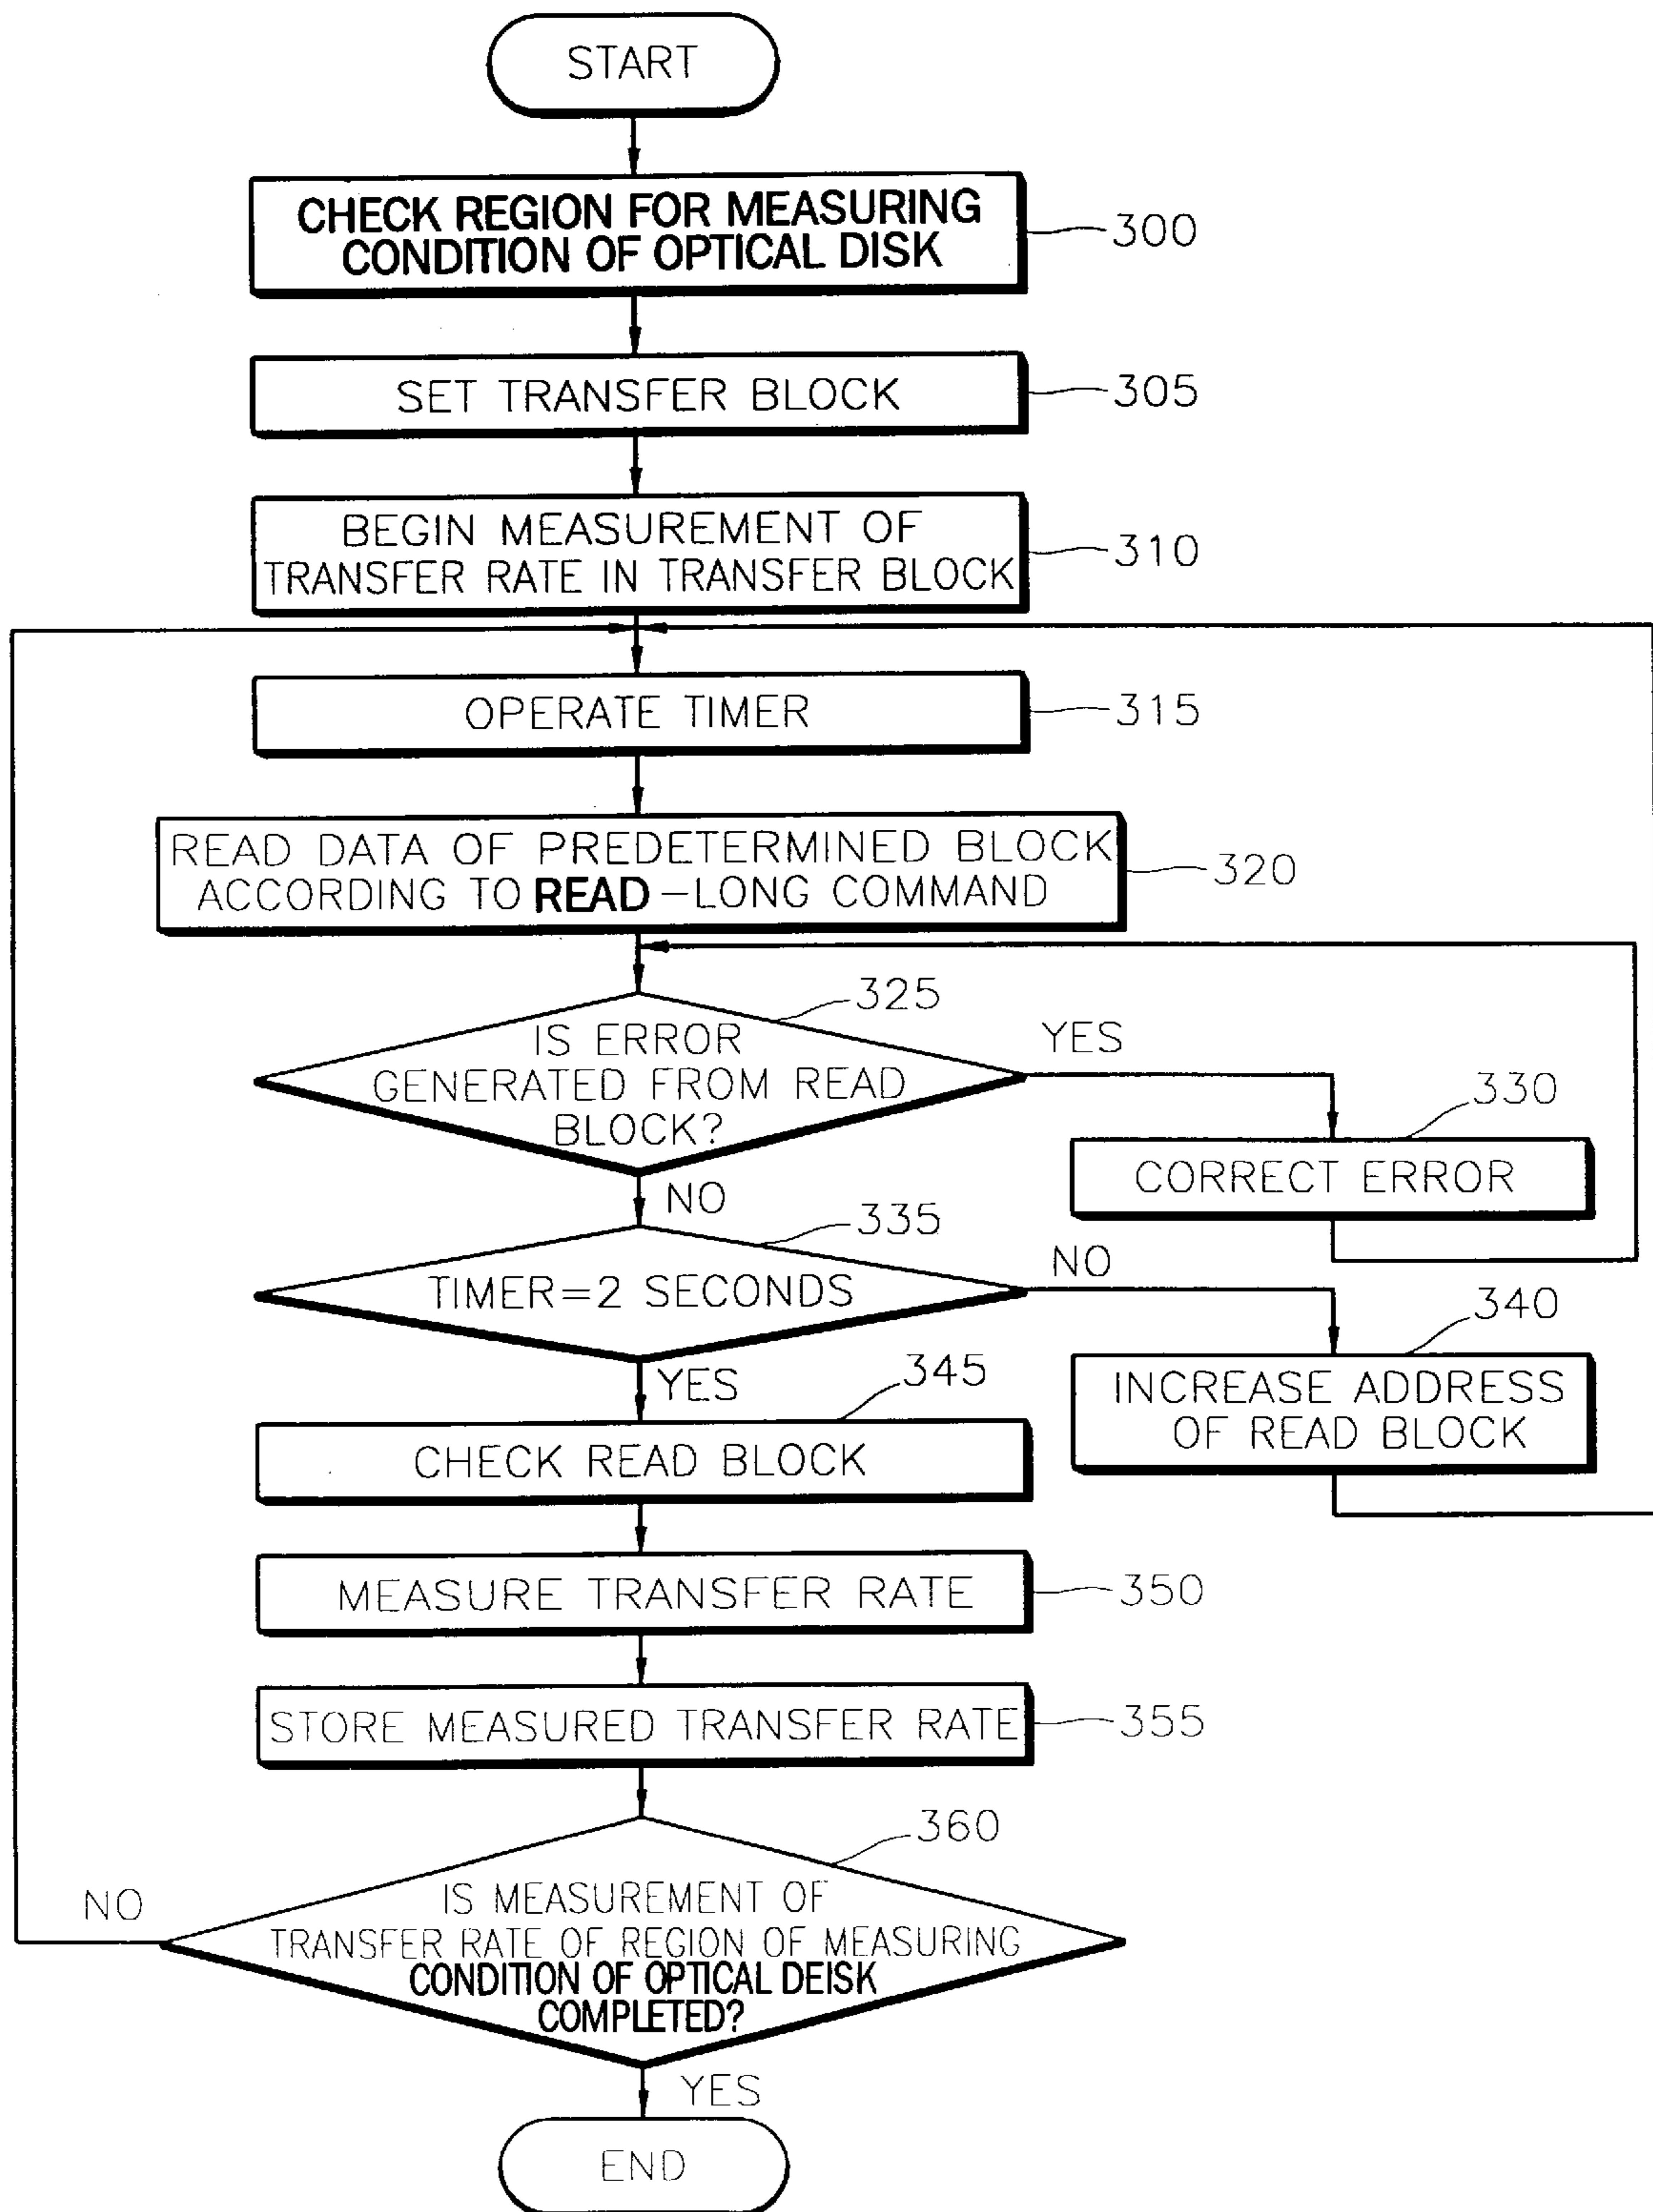 START
CHECK REGION FOR MEASURING
CONDITION OF OPTICAL DISK
300
SET TRANSFER BLOCK
305
BEGIN MEASUREMENT OF
TRANSFER RATE IN TRANSFER BLOCK
310
OPERATE TIMER
315
READ DATA OF PREDETERMINED BLOCK
ACCORDING TO READ-LONG COMMAND
320
325
IS ERROR
GENERATED FROM READ
BLOCK?
YES
330
CORRECT ERROR
NO
335
TIMER=2 SECONDS
NO
340
INCREASE ADDRESS
OF READ BLOCK
YES
345
CHECK READ BLOCK
MEASURE TRANSFER RATE
350
STORE MEASURED TRANSFER RATE
355
360
IS MEASUREMENT OF
TRANSFER RATE OF REGION OF MEASURING
CONDITION OF OPTICAL DEISK
COMPLETED?
NO
YES
END